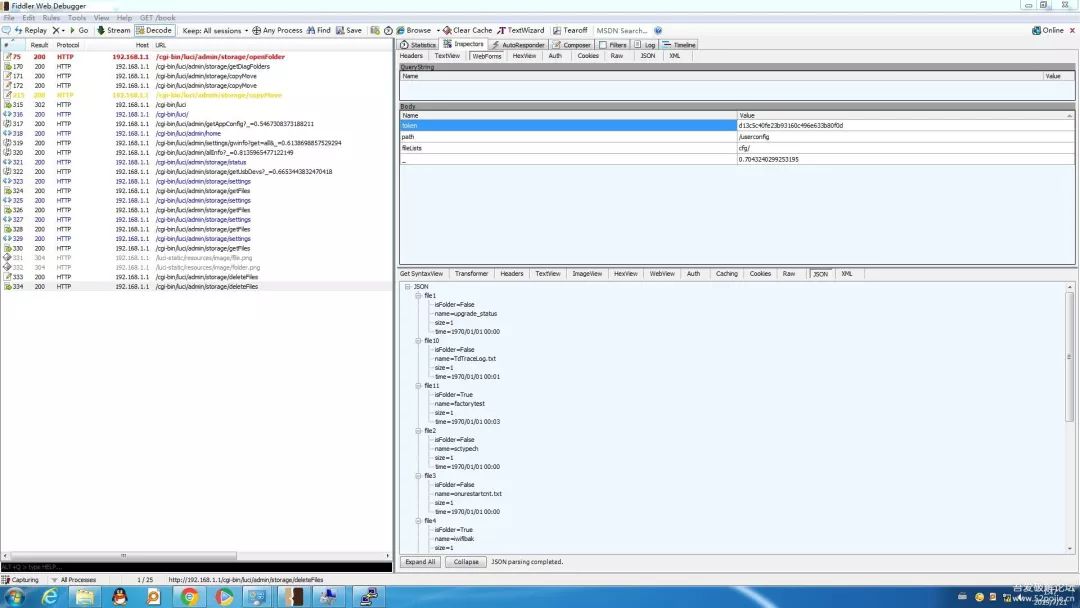 Fiddler Web Debugger
File Edit Rules Tools View Help GET /book
Replay Go Stream Decode Keep: All sessions Any Process Find Save Browse Clear Cache TextWizard Tearoff MSDN Search... Online
# Result Protocol Host URL
75 200 HTTP 192.168.1.1 /cgi-bin/luci/admin/storage/openFolder
170 200 HTTP 192.168.1.1 /cgi-bin/luci/admin/storage/getDiagFolders
171 200 HTTP 192.168.1.1 /cgi-bin/luci/admin/storage/copyMove
172 200 HTTP 192.168.1.1 /cgi-bin/luci/admin/storage/copyMove
215 200 HTTP 192.168.1.1 /cgi-bin/luci/admin/storage/copyMove
315 302 HTTP 192.168.1.1 /cgi-bin/luci
316 200 HTTP 192.168.1.1 /cgi-bin/luci/
317 200 HTTP 192.168.1.1 /cgi-bin/luci/admin/getAppConfig?_=0.5467308373188211
318 200 HTTP 192.168.1.1 /cgi-bin/luci/admin/home
319 200 HTTP 192.168.1.1 /cgi-bin/luci/admin/settings/gwinfo?get=all&_=0.6138698857529294
320 200 HTTP 192.168.1.1 /cgi-bin/luci/admin/allInfo?_=0.8135965477122149
321 200 HTTP 192.168.1.1 /cgi-bin/luci/admin/storage/status
322 200 HTTP 192.168.1.1 /cgi-bin/luci/admin/storage/getUsbDevs?_=0.6653443832470418
323 200 HTTP 192.168.1.1 /cgi-bin/luci/admin/storage/settings
324 200 HTTP 192.168.1.1 /cgi-bin/luci/admin/storage/getFiles
325 200 HTTP 192.168.1.1 /cgi-bin/luci/admin/storage/settings
326 200 HTTP 192.168.1.1 /cgi-bin/luci/admin/storage/getFiles
327 200 HTTP 192.168.1.1 /cgi-bin/luci/admin/storage/settings
328 200 HTTP 192.168.1.1 /cgi-bin/luci/admin/storage/getFiles
329 200 HTTP 192.168.1.1 /cgi-bin/luci/admin/storage/settings
330 200 HTTP 192.168.1.1 /cgi-bin/luci/admin/storage/getFiles
331 304 HTTP 192.168.1.1 /luci-static/resources/image/file.png
332 304 HTTP 192.168.1.1 /luci-static/resources/image/folder.png
333 200 HTTP 192.168.1.1 /cgi-bin/luci/admin/storage/deleteFiles
334 200 HTTP 192.168.1.1 /cgi-bin/luci/admin/storage/deleteFiles
ALT+Q > type HELP...
Statistics Inspectors AutoResponder Composer Filters Log Timeline
Headers TextView WebForms HexView Auth Cookies Raw JSON XML
QueryString
Name Value
Body
Name Value
token d13c5c40fe23b93160c496e633b80f0d
path /userconfig
fileLists cfg/
_ 0.7043240299253195
Get SyntaxView Transformer Headers TextView ImageView HexView WebView Auth Caching Cookies Raw JSON XML
JSON
file1
isFolder=False
name=upgrade_status
size=1
time=1970/01/01 00:00
file10
isFolder=False
name=TdTraceLog.txt
size=1
time=1970/01/01 00:01
file11
isFolder=True
name=factorytest
size=1
time=1970/01/01 00:03
file2
isFolder=False
name=sctypech
size=1
time=1970/01/01 00:00
file3
isFolder=False
name=onurestartcnt.txt
size=1
time=1970/01/01 00:00
file4
isFolder=True
name=iwifibak
size=1
Expand All Collapse JSON parsing completed.
Capturing All Processes 1 / 25 http://192.168.1.1/cgi-bin/luci/admin/storage/deleteFiles
吾爱破解论坛
www.52pojie.cn